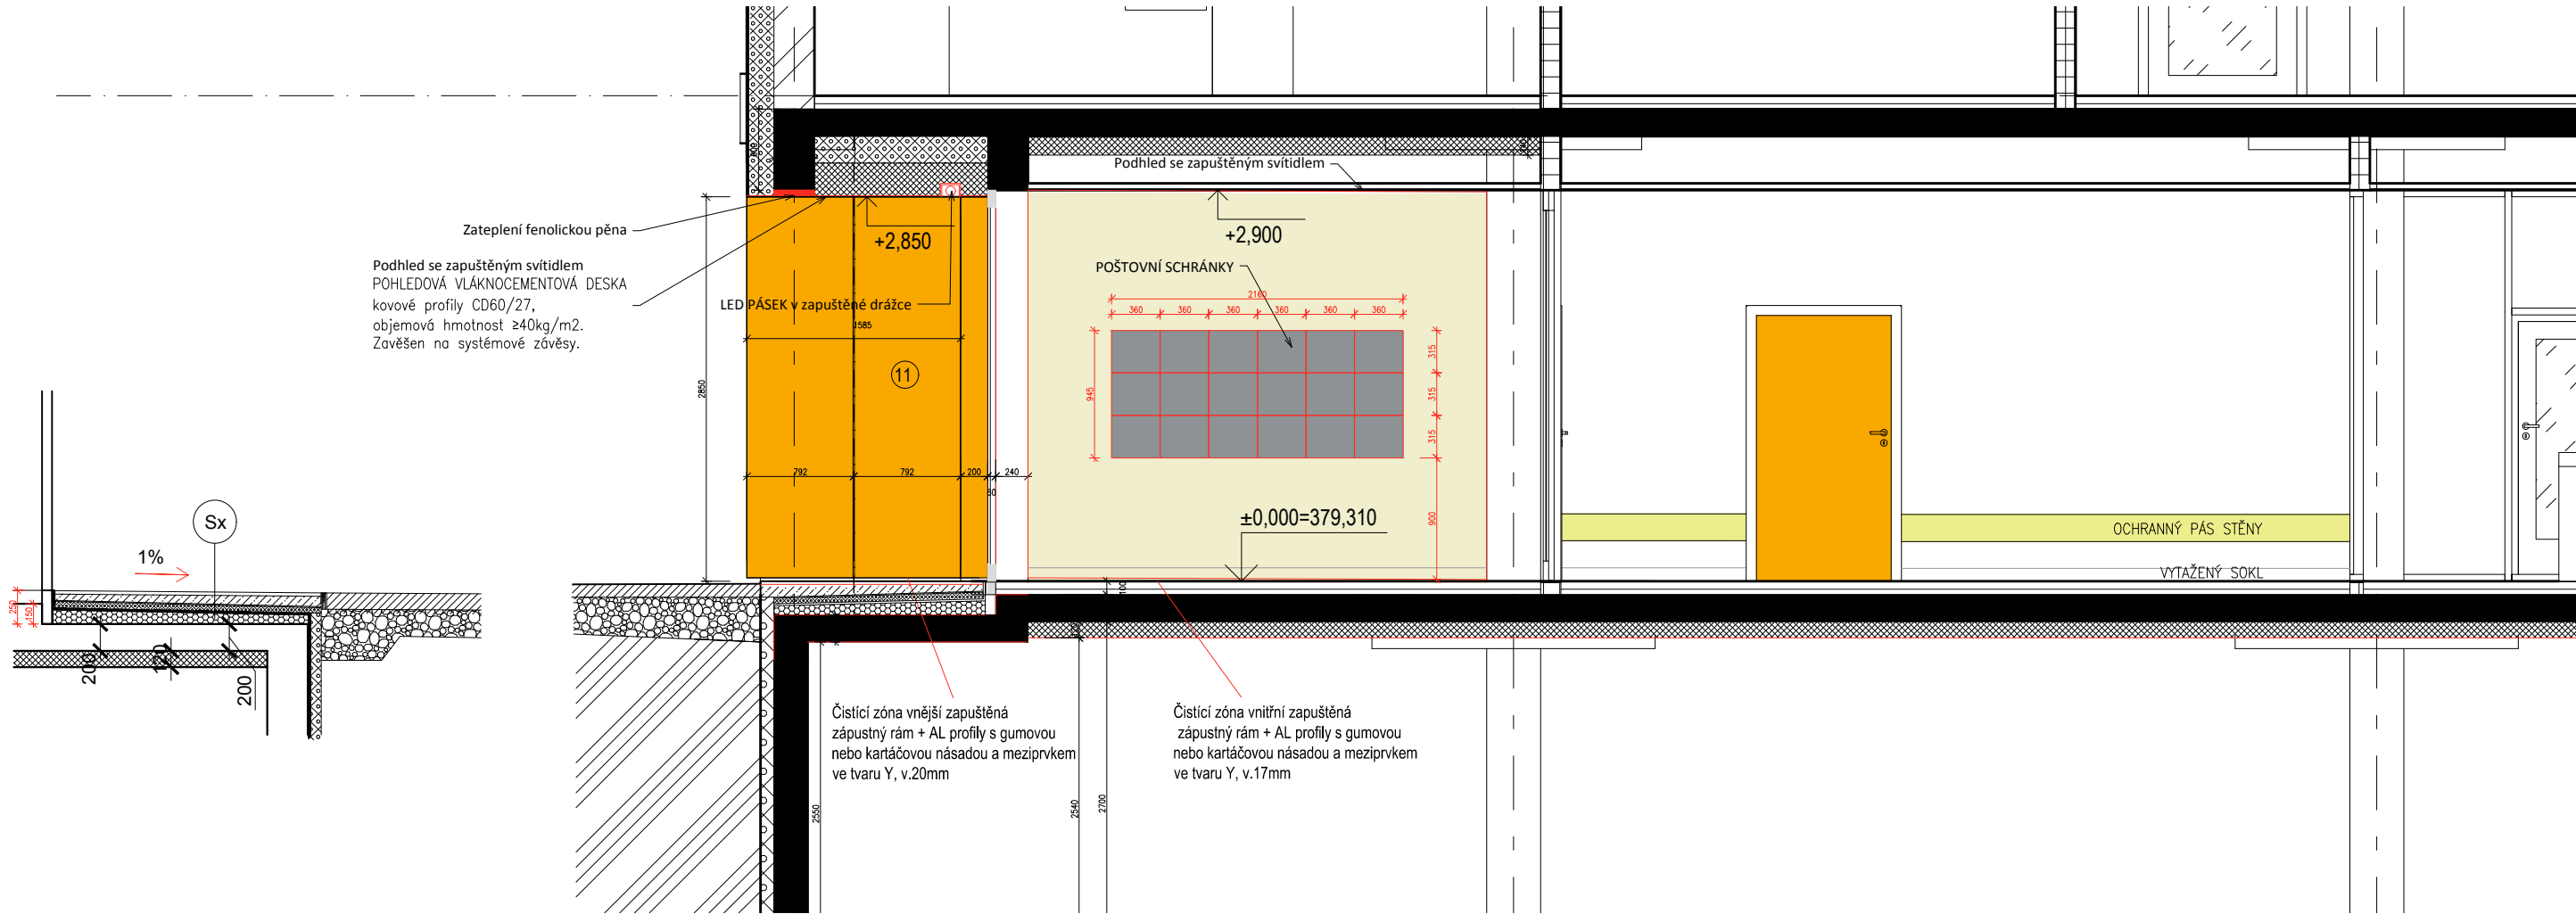 Podhled se zapuštěným svítidlem
Zateplení fenolickou pěna
+2,850
+2,900
Podhled se zapuštěným svítidlem
POHLEDOVÁ VLÁKNOCEMENTOVÁ DESKA
kovové profily CD60/27,
objemová hmotnost ≥40kg/m2.
Zavěšen na systémové závěsy.
POŠTOVNÍ SCHRÁNKY
LED PÁSEK v zapuštěné drážce
2160
360 360 360 360 360 360
1585
315
315
315
945
2850
11
792 792 200 240
60
900
Sx
±0,000=379,310
1%
OCHRANNÝ PÁS STĚNY
VYTAŽENÝ SOKL
100
250
150
200
120
200
Čistící zóna vnější zapuštěná
zápustný rám + AL profily s gumovou
nebo kartáčovou násadou a meziprvkem
ve tvaru Y, v.20mm
Čistící zóna vnitřní zapuštěná
zápustný rám + AL profily s gumovou
nebo kartáčovou násadou a meziprvkem
ve tvaru Y, v.17mm
2550
2540
2700